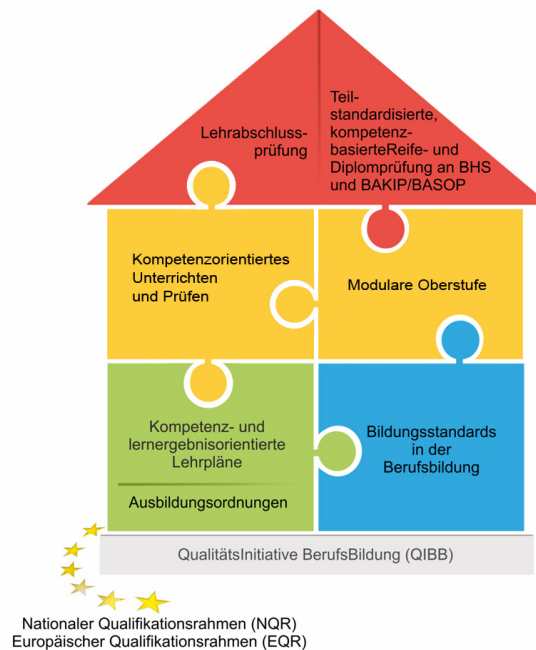 Lehrabschluss-
prüfung
Teil-
standardisierte,
kompetenz-
basierteReife- und
Diplomprüfung an BHS
und BAKIP/BASOP
Kompetenzorientiertes
Unterrichten
und Prüfen
Modulare Oberstufe
Kompetenz- und
lernergebnisorientierte
Lehrpläne
Ausbildungsordnungen
Bildungsstandards
in der
Berufsbildung
QualitätsInitiative BerufsBildung (QIBB)
Nationaler Qualifikationsrahmen (NQR)
Europäischer Qualifikationsrahmen (EQR)